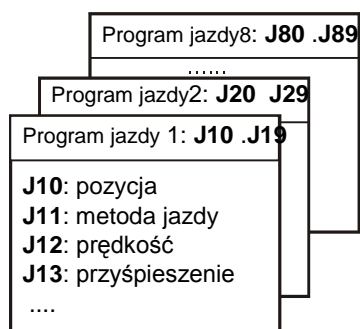 Program jazdy8: J80 .J89
......
Program jazdy2: J20 J29
Program jazdy 1: J10 .J19
J10: pozycja
J11: metoda jazdy
J12: prędkość
J13: przyśpieszenie
....